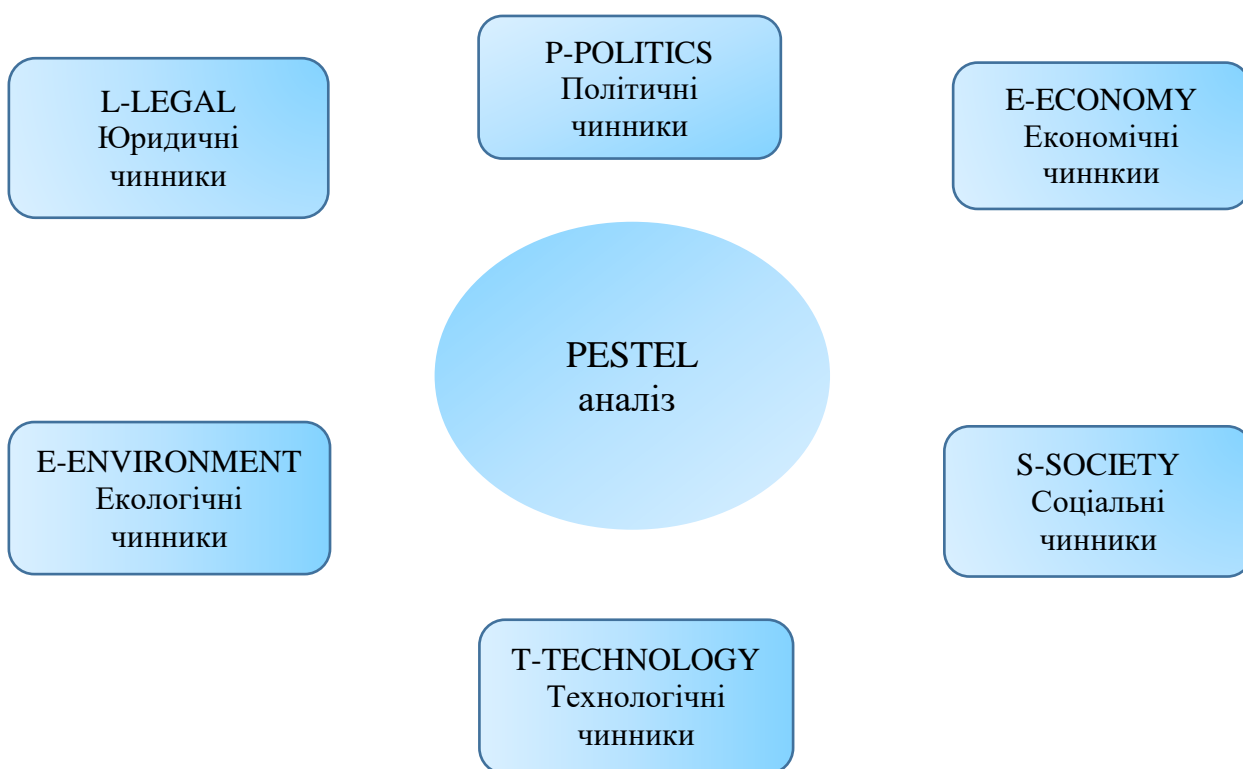 P-POLITICS
Політичні
чинники
L-LEGAL
Юридичні
чинники
E-ECONOMY
Економічні
чиннкии
PESTEL
аналіз
E-ENVIRONMENT
Екологічні
чинники
S-SOCIETY
Соціальні
чинники
T-TECHNOLOGY
Технологічні
чинники